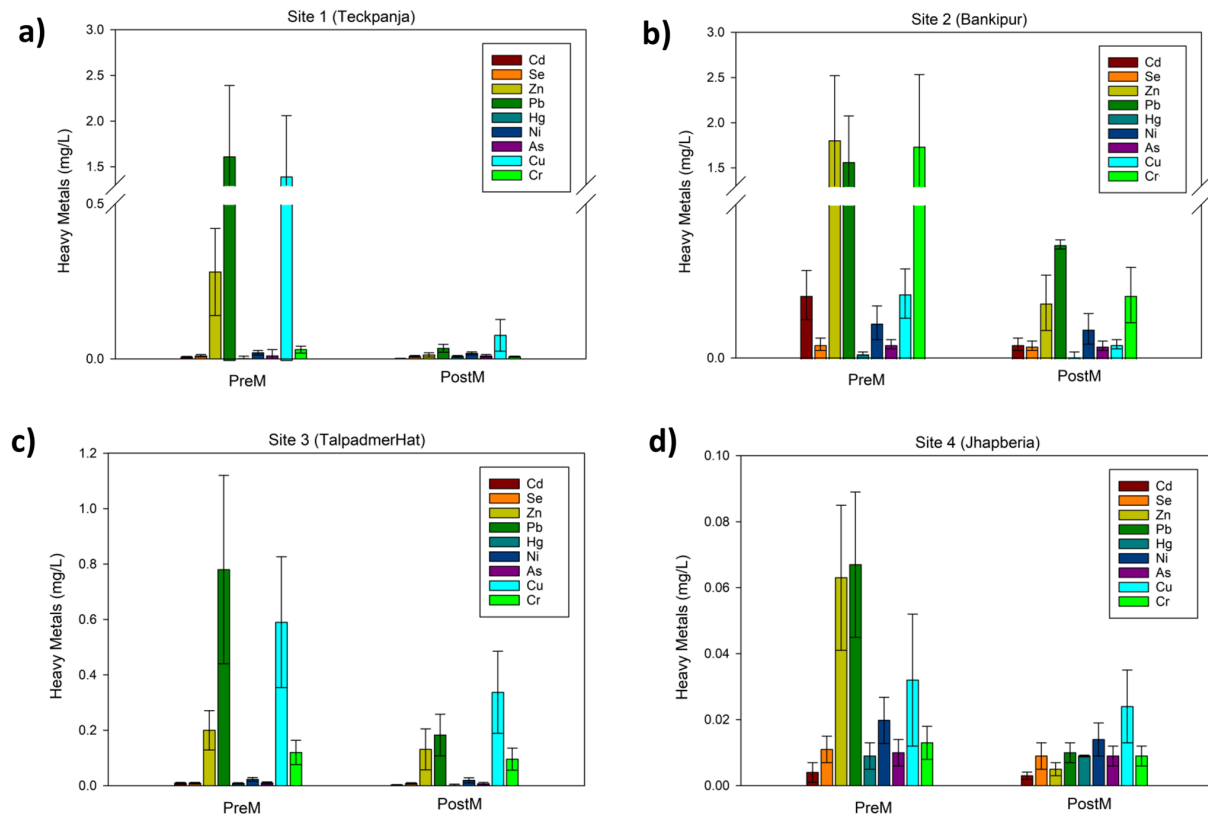 a)
Site 1 (Teckpanja)
Heavy Metals (mg/L)
3.0
2.5
2.0
1.5
0.5
0.0
Cd
Se
Zn
Pb
Hg
Ni
As
Cu
Cr
PreM
PostM
b)
Site 2 (Bankipur)
Heavy Metals (mg/L)
3.0
2.5
2.0
1.5
0.0
Cd
Se
Zn
Pb
Hg
Ni
As
Cu
Cr
PreM
PostM
c)
Site 3 (TalpadmerHat)
Heavy Metals (mg/L)
1.2
1.0
0.8
0.6
0.4
0.2
0.0
Cd
Se
Zn
Pb
Hg
Ni
As
Cu
Cr
PreM
PostM
d)
Site 4 (Jhapberia)
Heavy Metals (mg/L)
0.10
0.08
0.06
0.04
0.02
0.00
Cd
Se
Zn
Pb
Hg
Ni
As
Cu
Cr
PreM
PostM